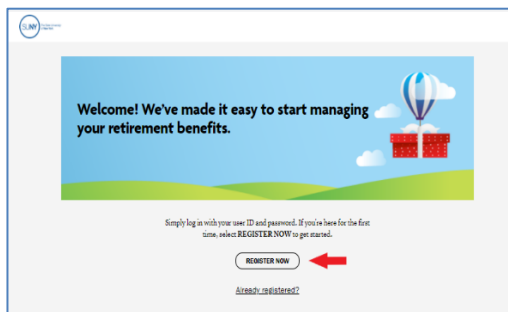 SUNY
Welcome! We've made it easy to start managing
your retirement benefits.
Simply log in with your user ID and password. If you're here for the first
time, select REGISTER NOW to get started.
REGISTER NOW
Already registered?